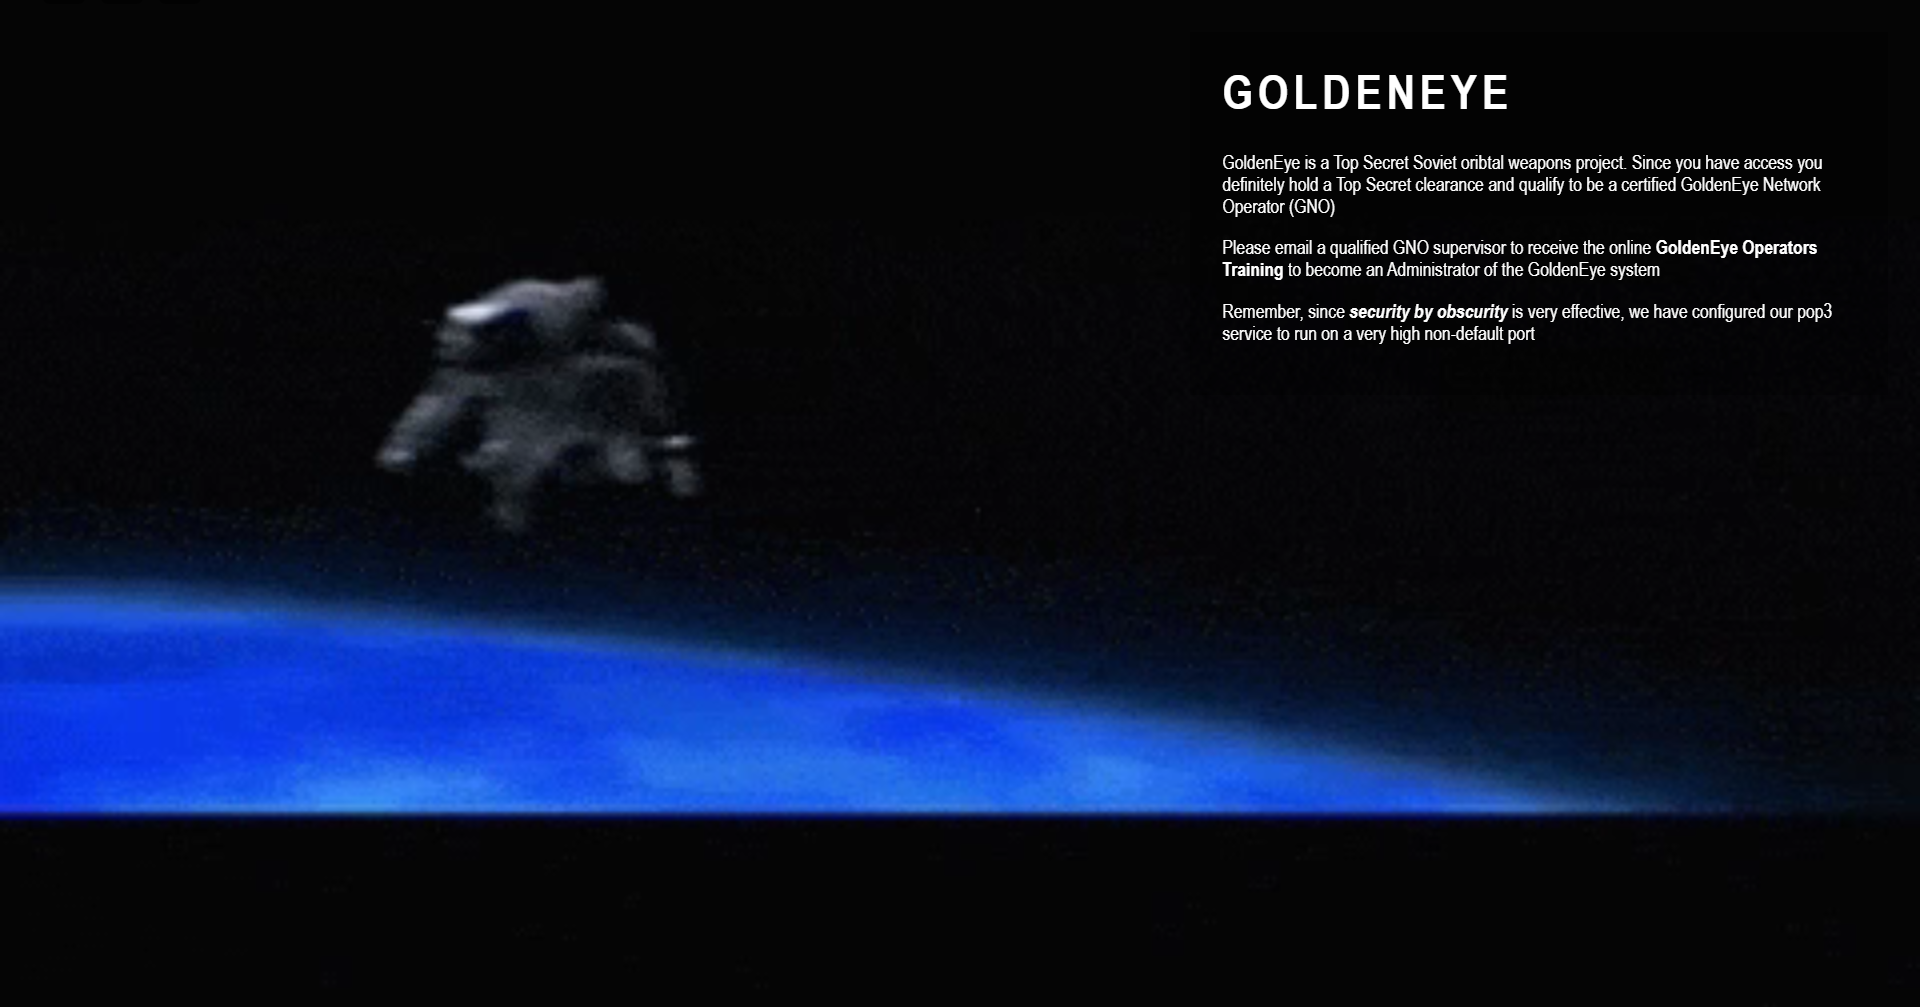 GOLDENEYE
GoldenEye is a Top Secret Soviet oribtal weapons project. Since you have access you
definitely hold a Top Secret clearance and qualify to be a certified GoldenEye Network
Operator (GNO)
Please email a qualified GNO supervisor to receive the online GoldenEye Operators
Training to become an Administrator of the GoldenEye system
Remember, since security by obscurity is very effective, we have configured our pop3
service to run on a very high non-default port